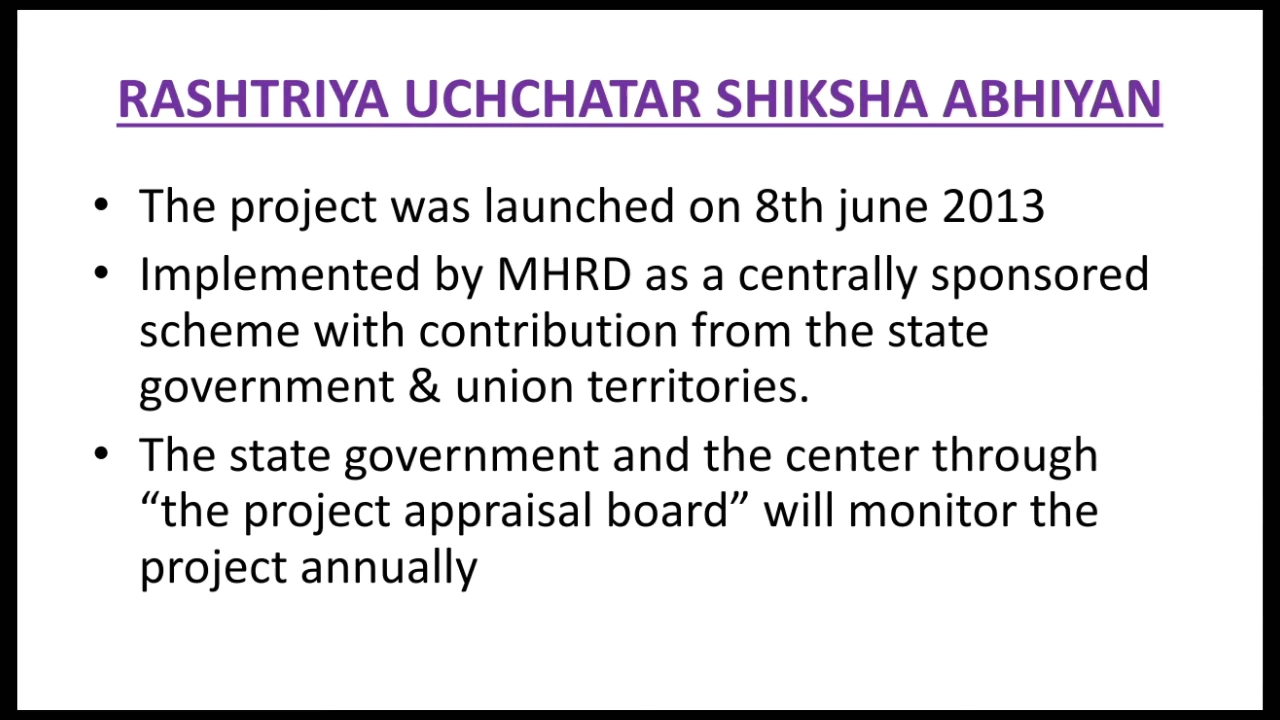 RASHTRIYA UCHCHATAR SHIKSHA ABHIYAN
• The project was launched on 8th june 2013
• Implemented by MHRD as a centrally sponsored
scheme with contribution from the state
government & union territories.
• The state government and the center through
“the project appraisal board” will monitor the
project annually